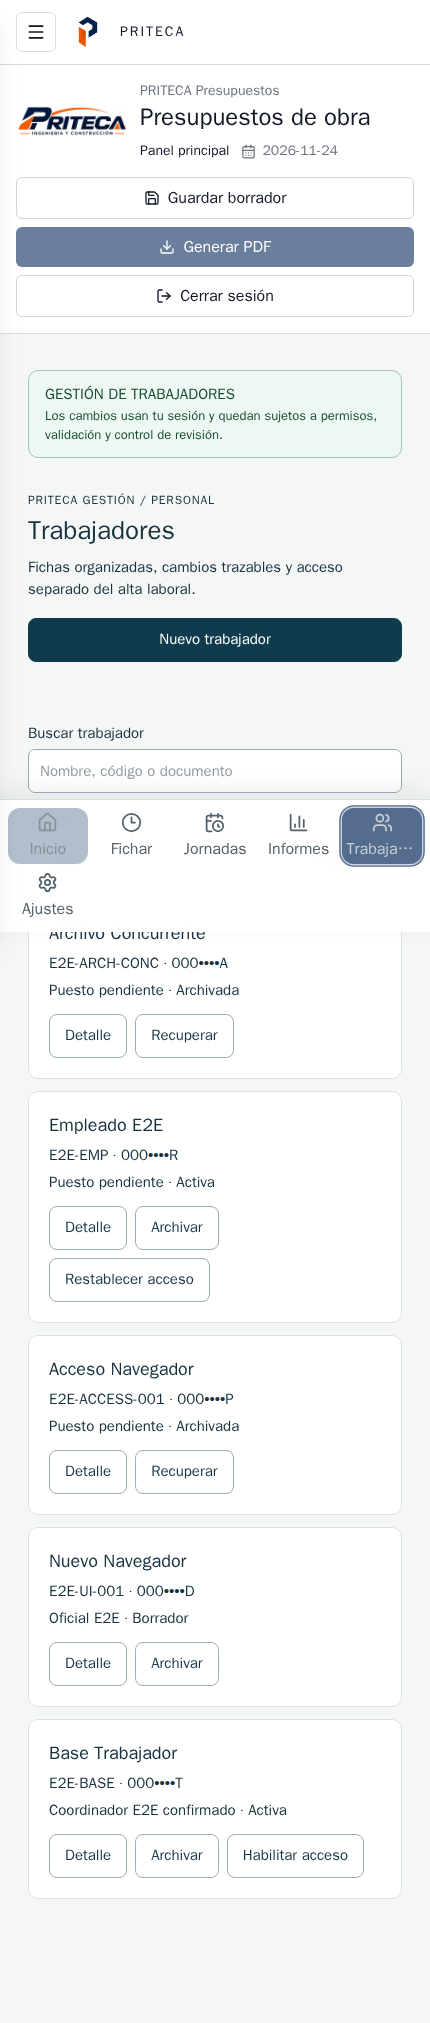 PRITECA
PRITECA Presupuestos
PRITECA
INGENIERÍA Y CONSTRUCCIÓN
Presupuestos de obra
Panel principal 2026-11-24
Guardar borrador
Generar PDF
Cerrar sesión
GESTIÓN DE TRABAJADORES
Los cambios usan tu sesión y quedan sujetos a permisos,
validación y control de revisión.
PRITECA GESTIÓN / PERSONAL
Trabajadores
Fichas organizadas, cambios trazables y acceso
separado del alta laboral.
Nuevo trabajador
Buscar trabajador
Nombre, código o documento
Inicio Fichar Jornadas Informes Trabaja…
Ajustes
Archivo Concurrente
E2E-ARCH-CONC · 000••••A
Puesto pendiente · Archivada
Detalle Recuperar
Empleado E2E
E2E-EMP · 000••••R
Puesto pendiente · Activa
Detalle Archivar
Restablecer acceso
Acceso Navegador
E2E-ACCESS-001 · 000••••P
Puesto pendiente · Archivada
Detalle Recuperar
Nuevo Navegador
E2E-UI-001 · 000••••D
Oficial E2E · Borrador
Detalle Archivar
Base Trabajador
E2E-BASE · 000••••T
Coordinador E2E confirmado · Activa
Detalle Archivar Habilitar acceso